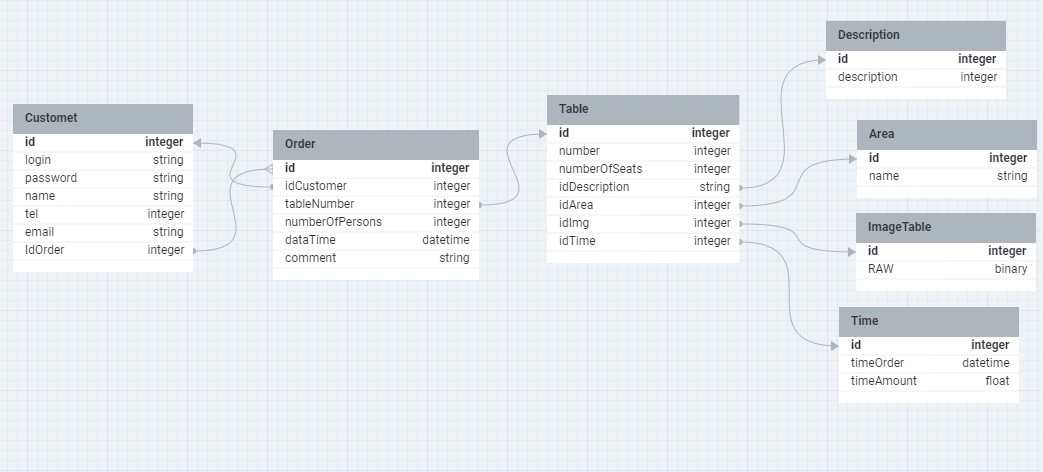 Customet
id integer
login string
password string
name string
tel integer
email string
IdOrder integer
Order
id integer
idCustomer integer
tableNumber integer
numberOfPersons integer
dataTime datetime
comment string
Table
id integer
number integer
numberOfSeats integer
idDescription string
idArea integer
idImg integer
idTime integer
Description
id integer
description integer
Area
id integer
name string
ImageTable
id integer
RAW binary
Time
id integer
timeOrder datetime
timeAmount float